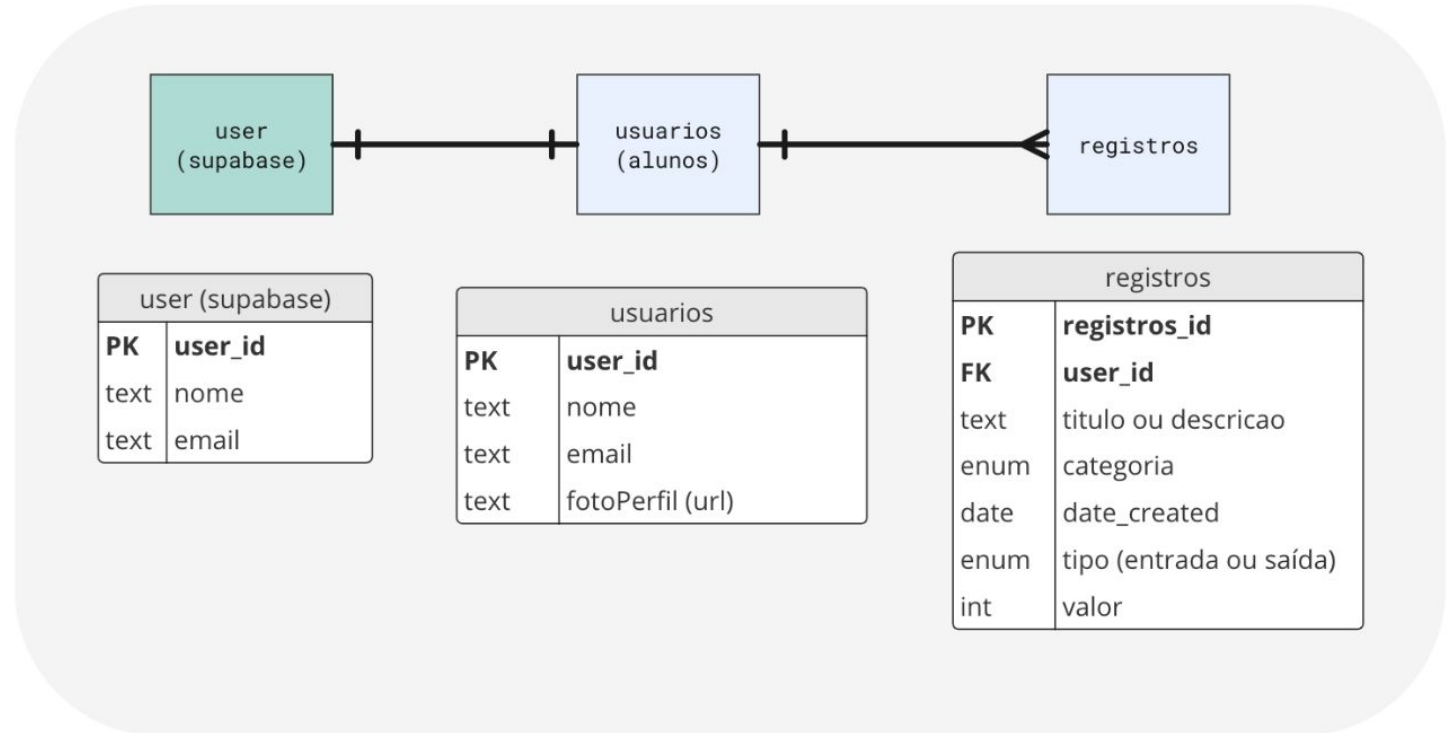 user
(supabase)
usuarios
(alunos)
registros
user (supabase)
PK user_id
text nome
text email
usuarios
PK user_id
text nome
text email
text fotoPerfil (url)
registros
PK registros_id
FK user_id
text titulo ou descricao
enum categoria
date date_created
enum tipo (entrada ou saída)
int valor